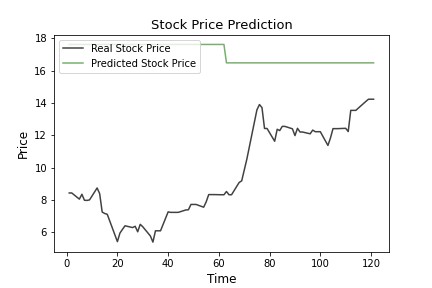 Stock Price Prediction
Real Stock Price
Predicted Stock Price
Price
18
16
14
12
10
8
6
0 20 40 60 80 100 120
Time